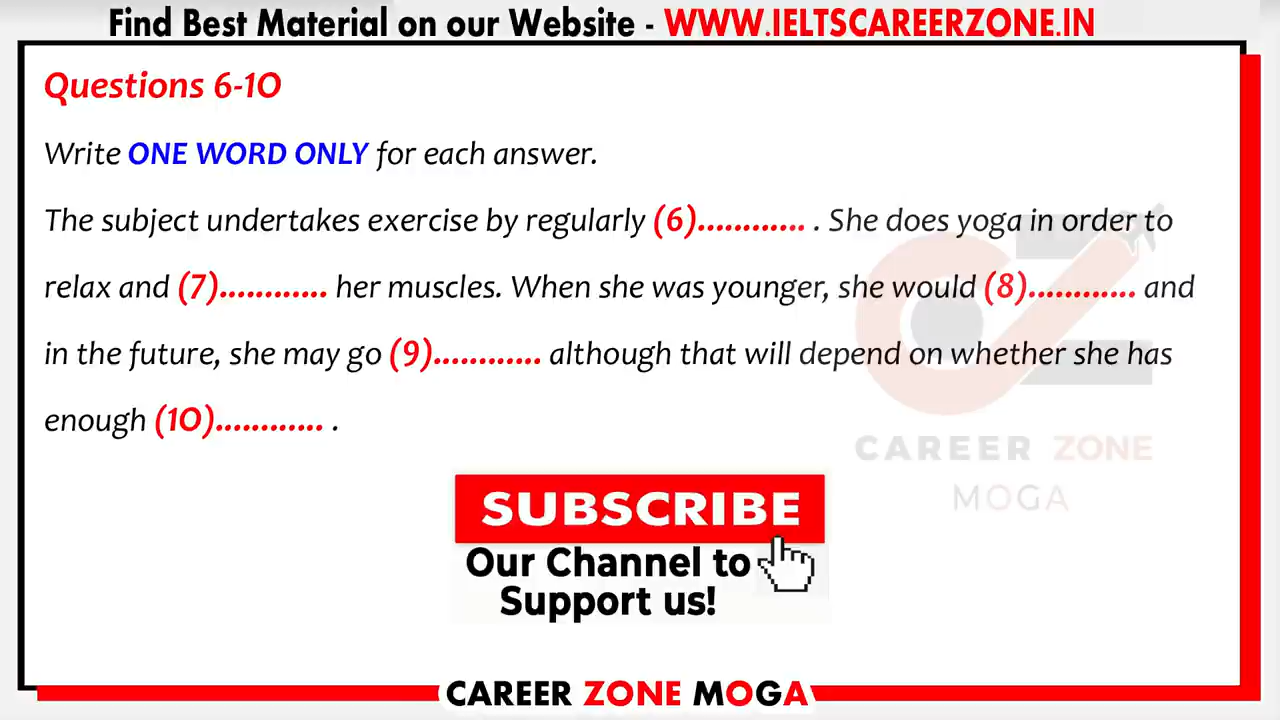 Find Best Material on our Website - WWW.IELTSCAREERZONE.IN
Questions 6-10
Write ONE WORD ONLY for each answer.
The subject undertakes exercise by regularly (6)............ . She does yoga in order to
relax and (7)............ her muscles. When she was younger, she would (8)............ and
in the future, she may go (9)............ although that will depend on whether she has
enough (10)............ .
CAREER ZONE
MOGA
SUBSCRIBE
Our Channel to
Support us!
CAREER ZONE MOGA